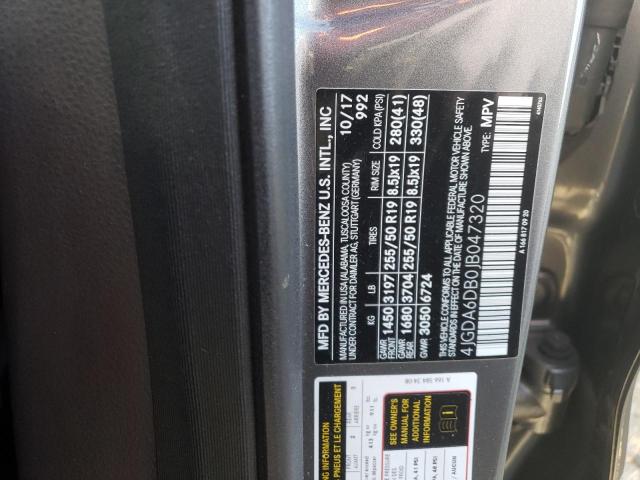 MFD BY MERCEDES-BENZ U.S. INTL., INC
MANUFACTURED IN USA (ALABAMA, TUSCALOOSA COUNTY) 10/17
UNDER CONTRACT FOR DAIMLER AG, STUTTGART (GERMANY) 992
KG LB TIRES RIM SIZE COLD KPA (PSI)
GAWR FRONT 1450 3197 255/50 R19 8.5Jx19 280(41)
GAWR REAR 1680 3704 255/50 R19 8.5Jx19 330(48)
GVWR 3050 6724
THIS VEHICLE CONFORMS TO ALL APPLICABLE FEDERAL MOTOR VEHICLE SAFETY
STANDARDS IN EFFECT ON THE DATE OF MANUFACTURE SHOWN ABOVE.
4JGDA6DB0JB047320 TYPE: MPV
A 166 817 09 20
A 166 584 34 08
SEE OWNER'S
MANUAL FOR
ADDITIONAL
INFORMATION